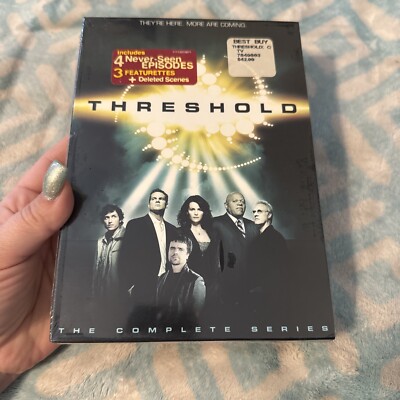 THEY'RE HERE. MORE ARE COMING.
Includes
4 Never-Seen
EPISODES
3 FEATURETTES
+ Deleted Scenes
BEST BUY
THRESHOLD: C
TV
7840602
$42.99
THRESHOLD
THE COMPLETE SERIES